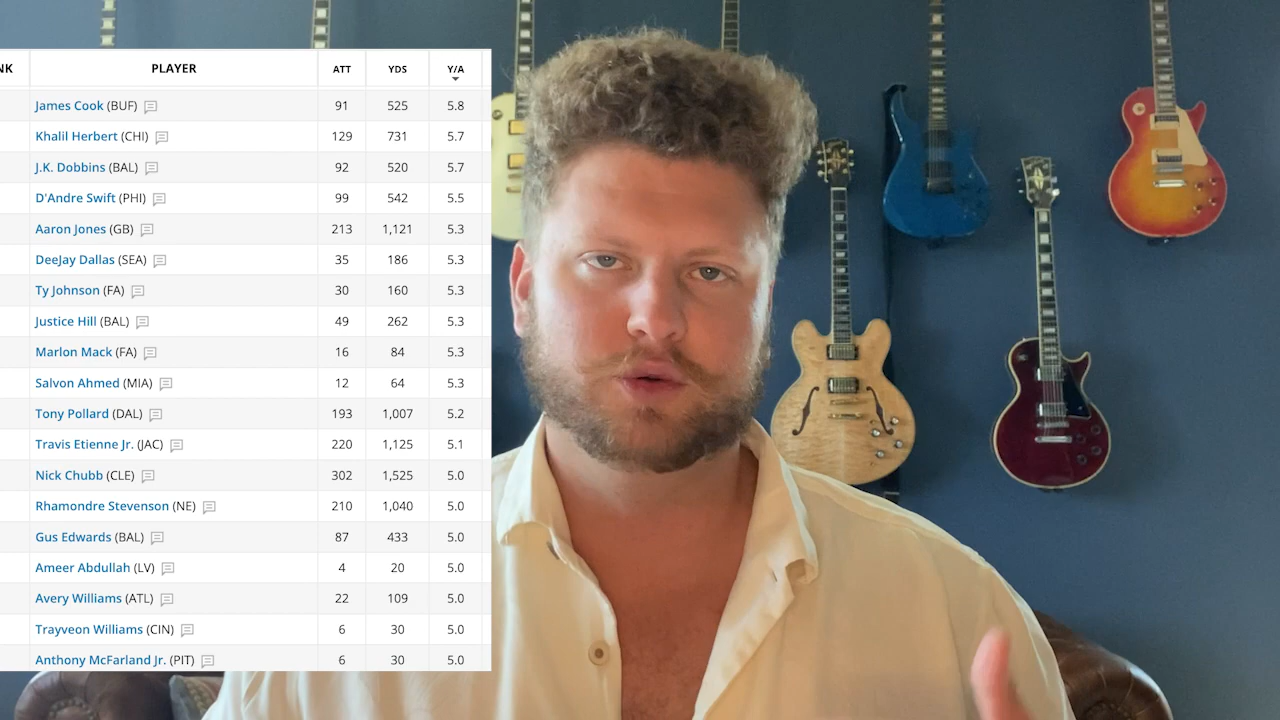 NK PLAYER ATT YDS Y/A
James Cook (BUF) 91 525 5.8
Khalil Herbert (CHI) 129 731 5.7
J.K. Dobbins (BAL) 92 520 5.7
D'Andre Swift (PHI) 99 542 5.5
Aaron Jones (GB) 213 1,121 5.3
DeeJay Dallas (SEA) 35 186 5.3
Ty Johnson (FA) 30 160 5.3
Justice Hill (BAL) 49 262 5.3
Marlon Mack (FA) 16 84 5.3
Salvon Ahmed (MIA) 12 64 5.3
Tony Pollard (DAL) 193 1,007 5.2
Travis Etienne Jr. (JAC) 220 1,125 5.1
Nick Chubb (CLE) 302 1,525 5.0
Rhamondre Stevenson (NE) 210 1,040 5.0
Gus Edwards (BAL) 87 433 5.0
Ameer Abdullah (LV) 4 20 5.0
Avery Williams (ATL) 22 109 5.0
Trayveon Williams (CIN) 6 30 5.0
Anthony McFarland Jr. (PIT) 6 30 5.0